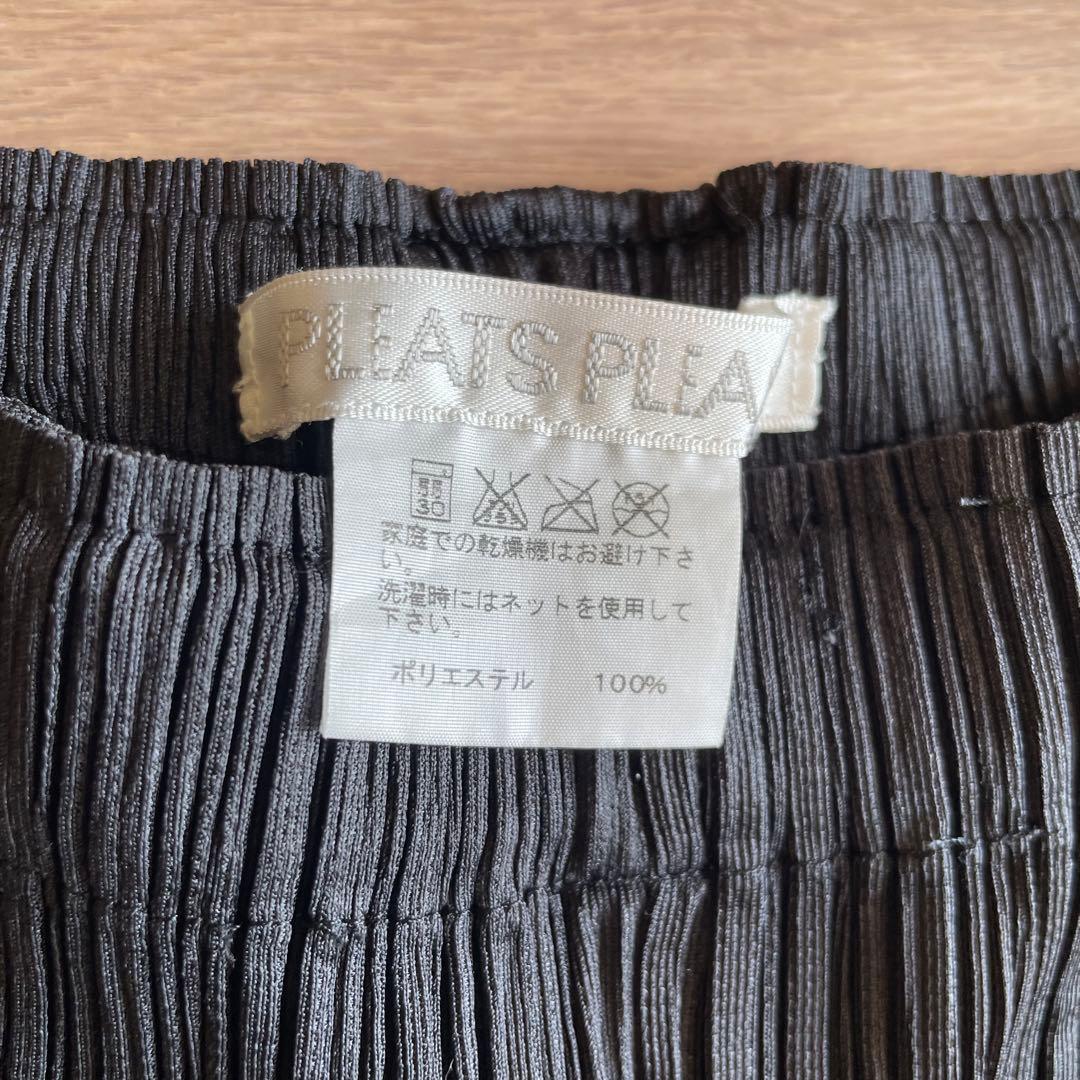 PLEATS PLEA
弱
30
家庭での乾燥機はお避け下さ
い。
洗濯時にはネットを使用して
下さい。
ポリエステル 100%